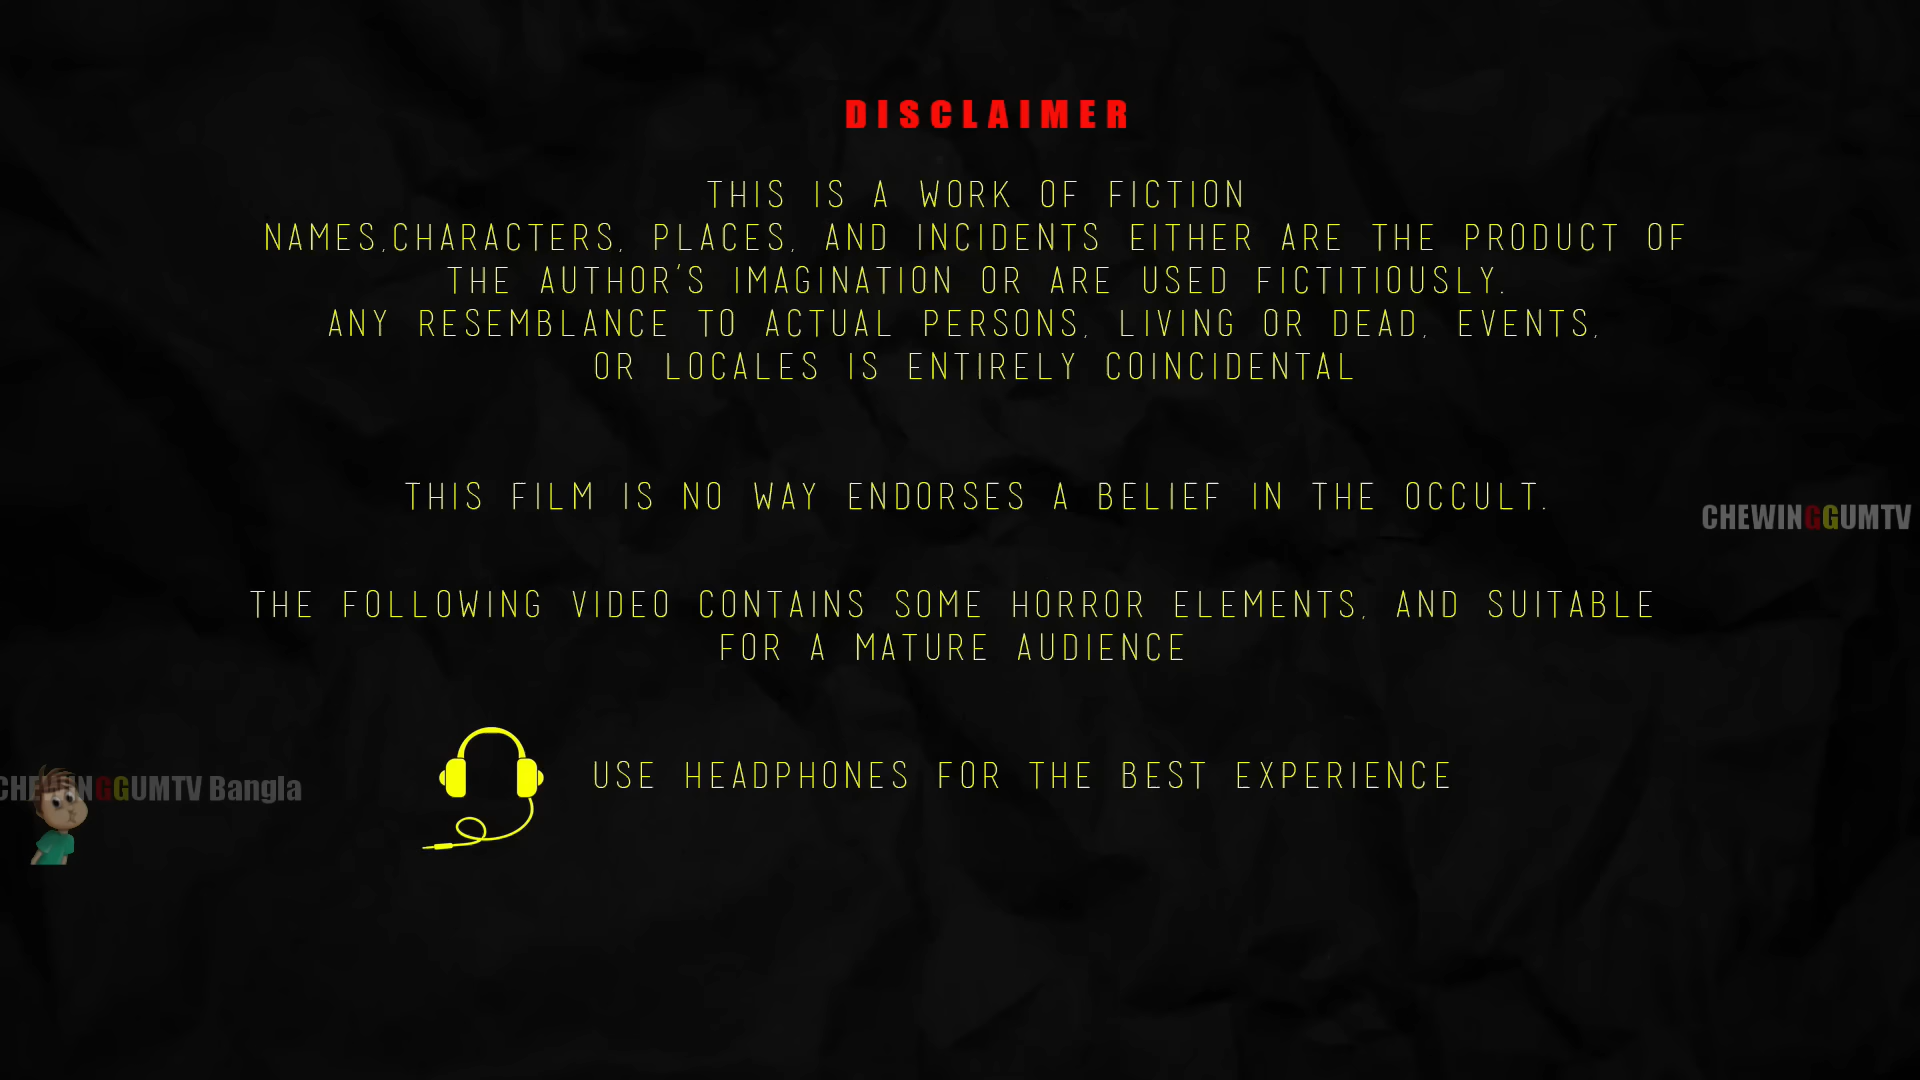 DISCLAIMER
THIS IS A WORK OF FICTION
NAMES,CHARACTERS, PLACES, AND INCIDENTS EITHER ARE THE PRODUCT OF
THE AUTHOR'S IMAGINATION OR ARE USED FICTITIOUSLY.
ANY RESEMBLANCE TO ACTUAL PERSONS, LIVING OR DEAD, EVENTS,
OR LOCALES IS ENTIRELY COINCIDENTAL
THIS FILM IS NO WAY ENDORSES A BELIEF IN THE OCCULT.
CHEWINGGUMTV
THE FOLLOWING VIDEO CONTAINS SOME HORROR ELEMENTS, AND SUITABLE
FOR A MATURE AUDIENCE
USE HEADPHONES FOR THE BEST EXPERIENCE
CHEWINGGUMTV Bangla